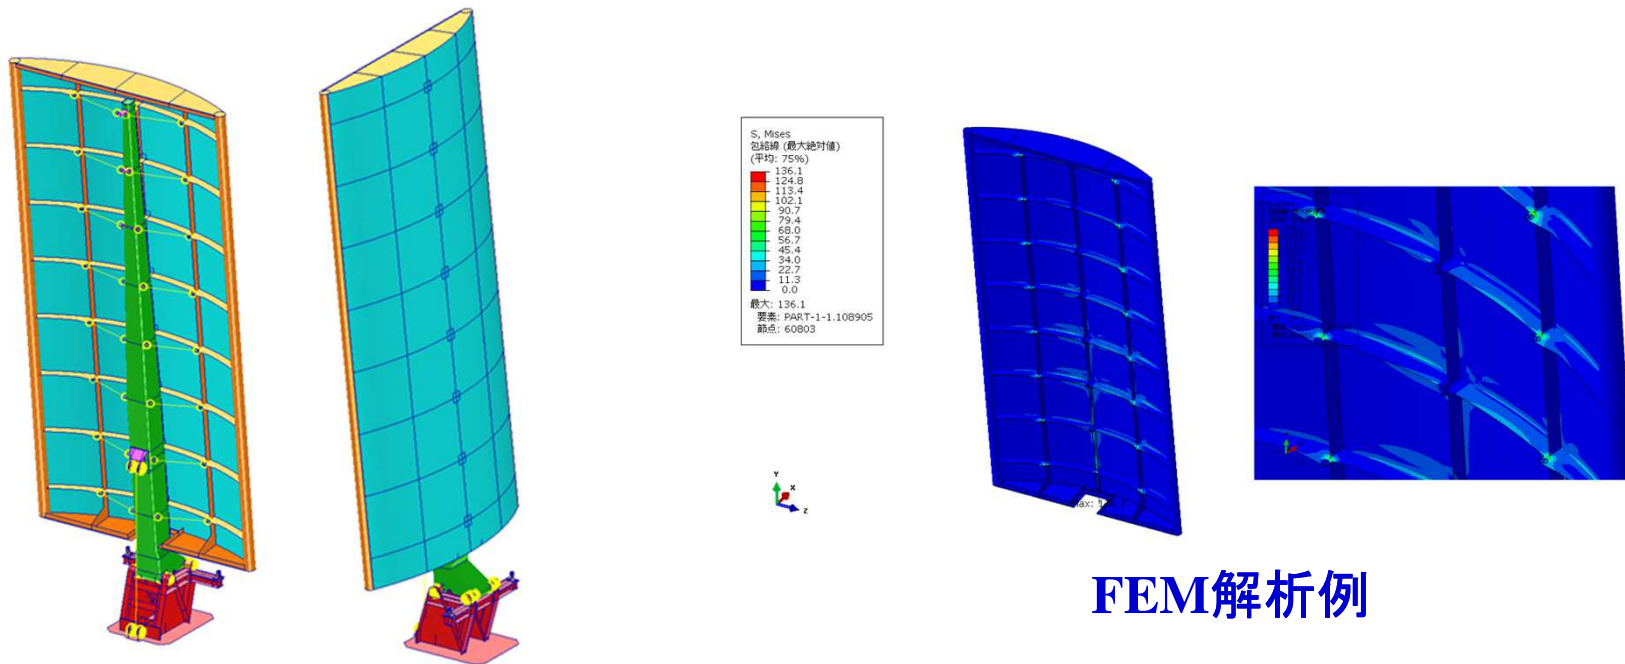 S, Mises
包絡線 (最大絶対値)
(平均: 75%)
136.1
124.8
113.4
102.1
90.7
79.4
68.0
56.7
45.4
34.0
22.7
11.3
0.0
最大: 136.1
要素: PART-1-1.108905
節点: 60803
Y
X
Z
FEM解析例